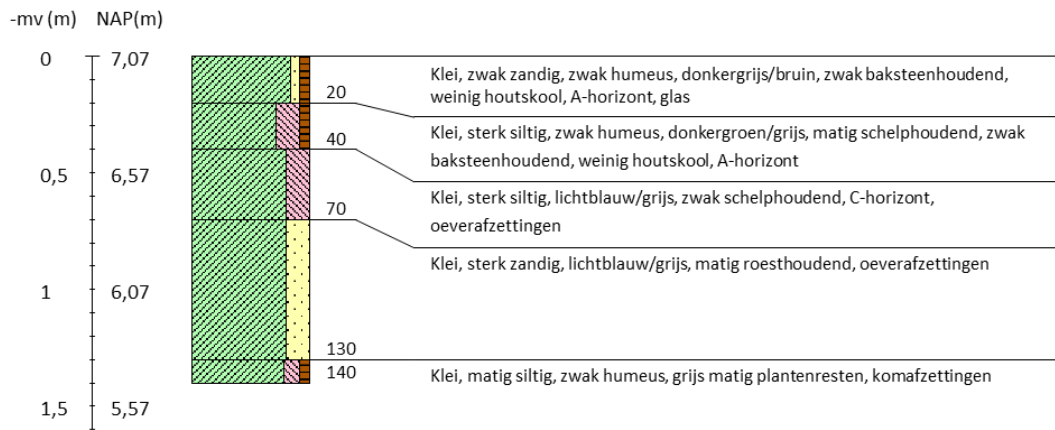 -mv (m) NAP(m)
0 7,07
Klei, zwak zandig, zwak humeus, donkergrijs/bruin, zwak baksteenhoudend,
20 weinig houtskool, A-horizont, glas
Klei, sterk siltig, zwak humeus, donkergroen/grijs, matig schelphoudend, zwak
40 baksteenhoudend, weinig houtskool, A-horizont
0,5 6,57
Klei, sterk siltig, lichtblauw/grijs, zwak schelphoudend, C-horizont,
70 oeverafzettingen
Klei, sterk zandig, lichtblauw/grijs, matig roesthoudend, oeverafzettingen
1 6,07
130
140 Klei, matig siltig, zwak humeus, grijs matig plantenresten, komafzettingen
1,5 5,57